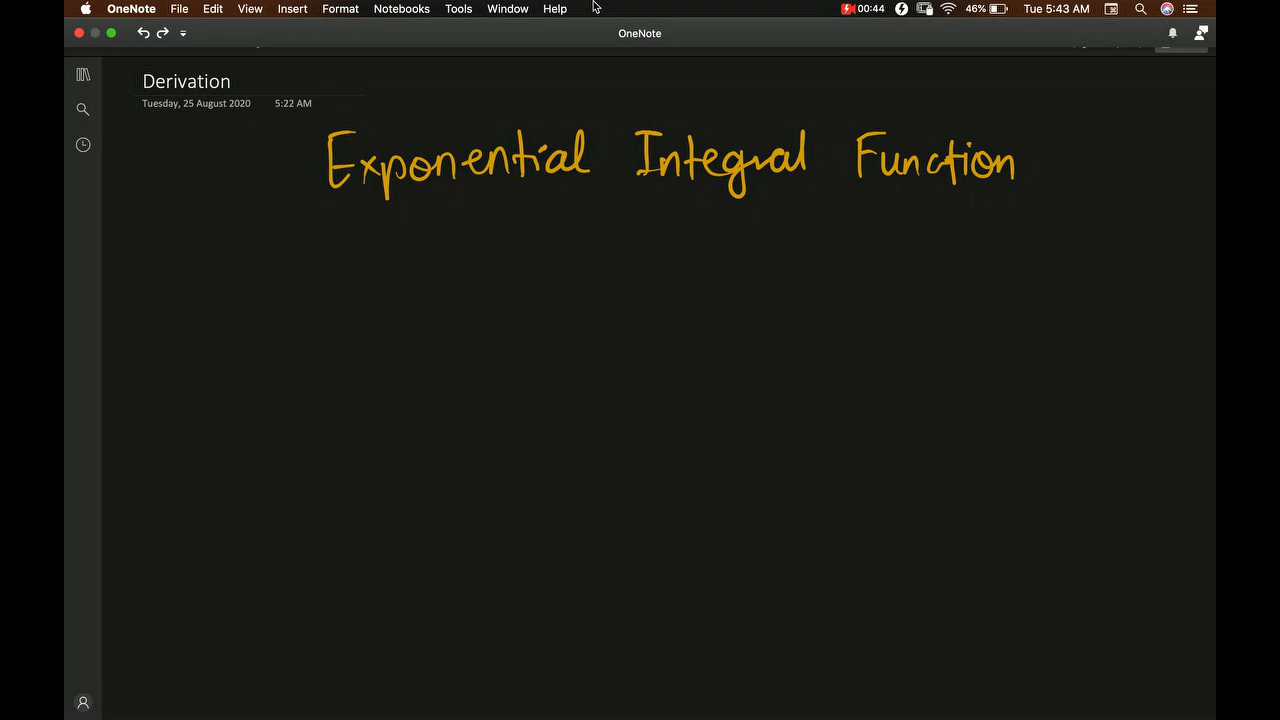 OneNote File Edit View Insert Format Notebooks Tools Window Help 00:44 46% Tue 5:43 AM
OneNote
Derivation
Tuesday, 25 August 2020 5:22 AM
Exponential Integral Function